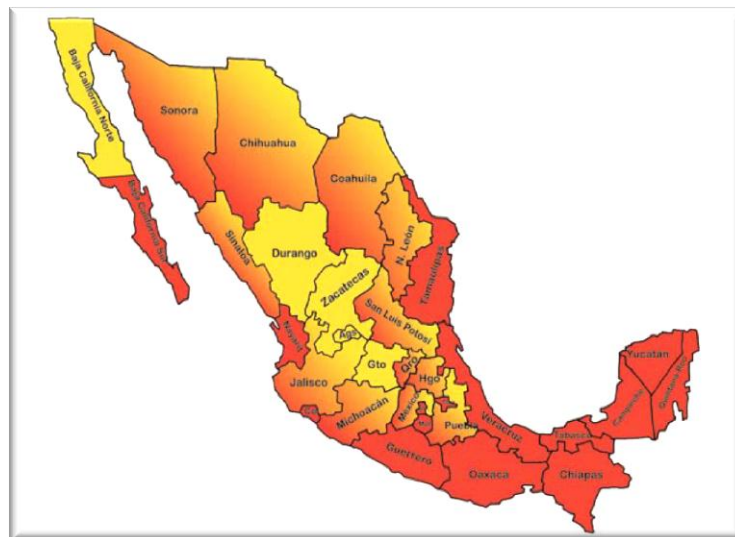 Baja California Norte
Sonora
Chihuahua
Coahuila
Baja California Sur
Sinaloa
Durango
N. León
Tamaulipas
Zacatecas
San Luis Potosí
Nayarit
Ags
Gto
Qro
Hgo
Jalisco
Michoacán
Mexico
Puebla
Veracruz
Guerrero
Oaxaca
Tabasco
Chiapas
Yucatan
Campeche
Quintana Roo